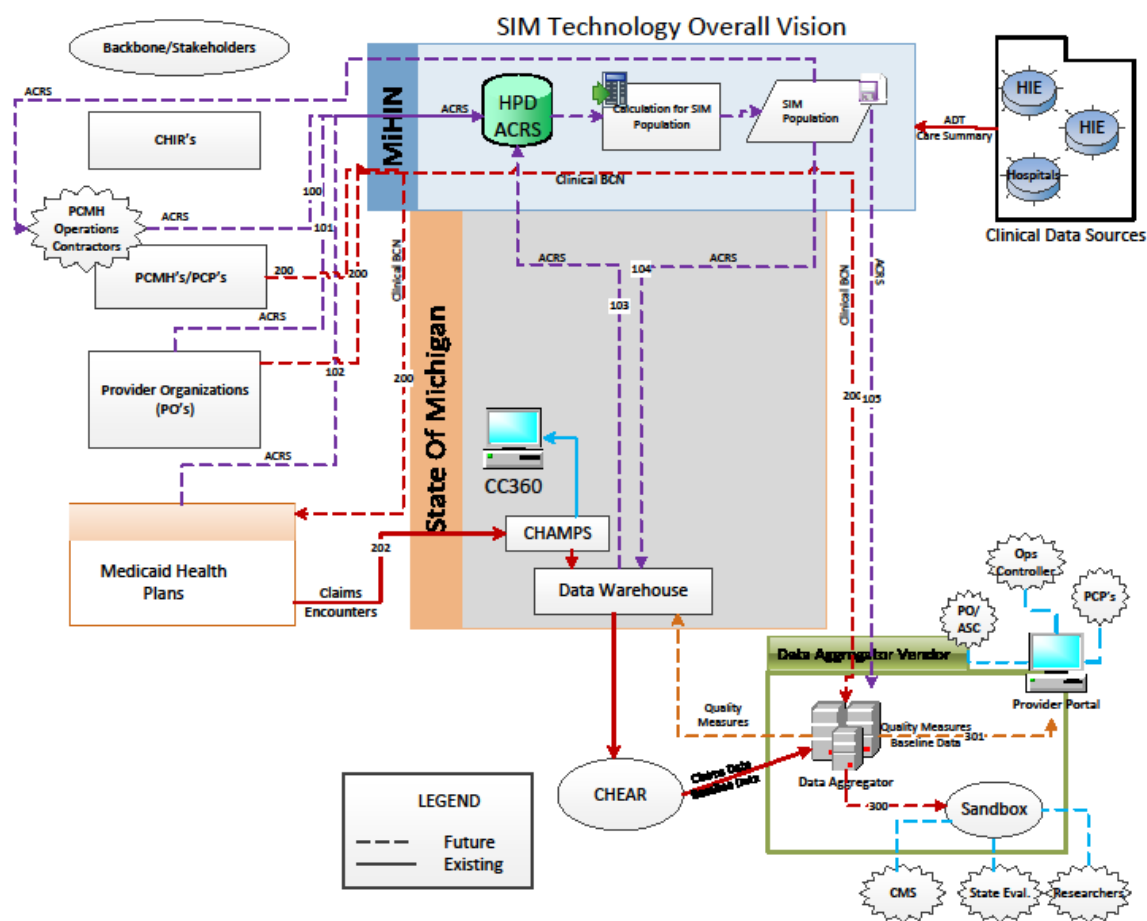 SIM Technology Overall Vision
Backbone/Stakeholders
ACRS
CHIR's
PCMH
Operations
Contractors
ACRS
PCMH's/PCP's
ACRS
Provider Organizations
(PO's)
ACRS
Medicaid Health
Plans
100
101
102
200
200
200
Clinical BCN
MiHIN
ACRS
HPD
ACRS
Calculation for SIM
Population
SIM
Population
Clinical BCN
ADT
Care Summary
HIE
HIE
Hospitals
Clinical Data Sources
State Of Michigan
ACRS
103
104
ACRS
Clinical BCN
ACRS
200
105
CC360
CHAMPS
Data Warehouse
202
Claims
Encounters
Ops
Controller
PO/
ASC
PCP's
Provider Portal
Data Aggregator Vendor
Quality
Measures
Quality Measures
Baseline Data
301
Data Aggregator
Claims Data
Baseline Data
CHEAR
300
Sandbox
CMS
State Eval.
Researchers
LEGEND
Future
Existing